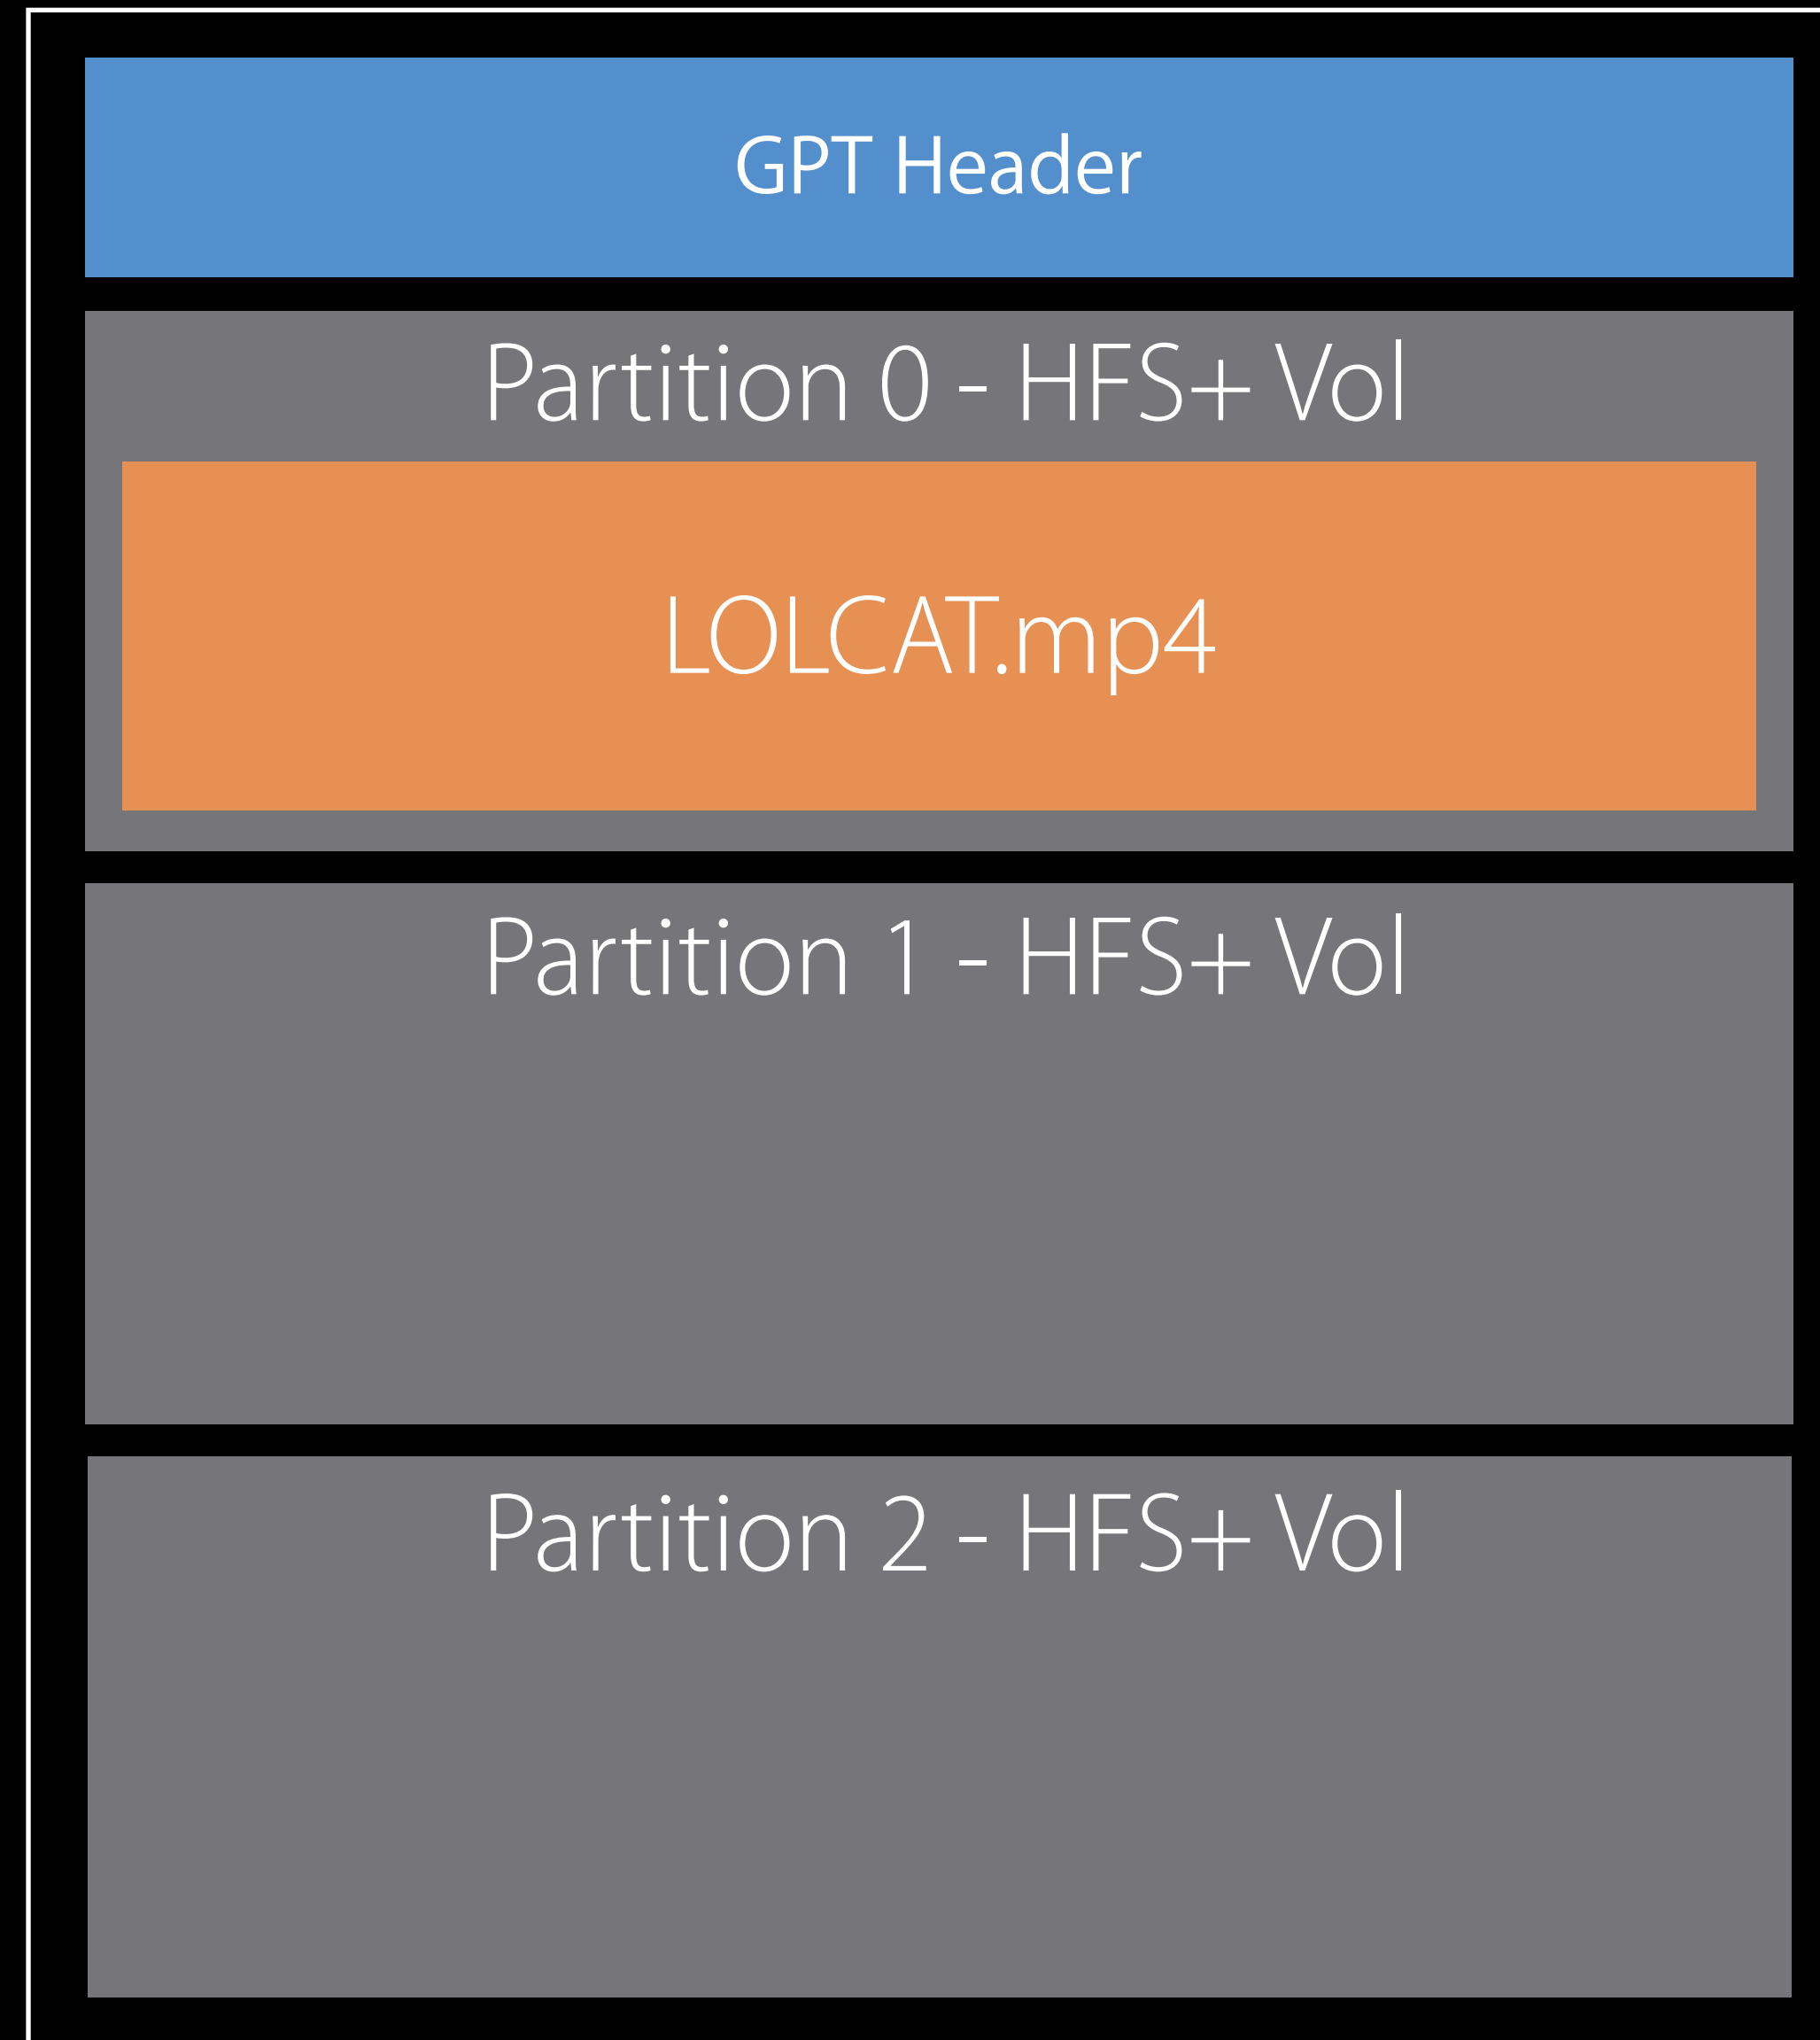 GPT Header
Partition 0 - HFS+ Vol
LOLCAT.mp4
Partition 1 - HFS+ Vol
Partition 2 - HFS+ Vol